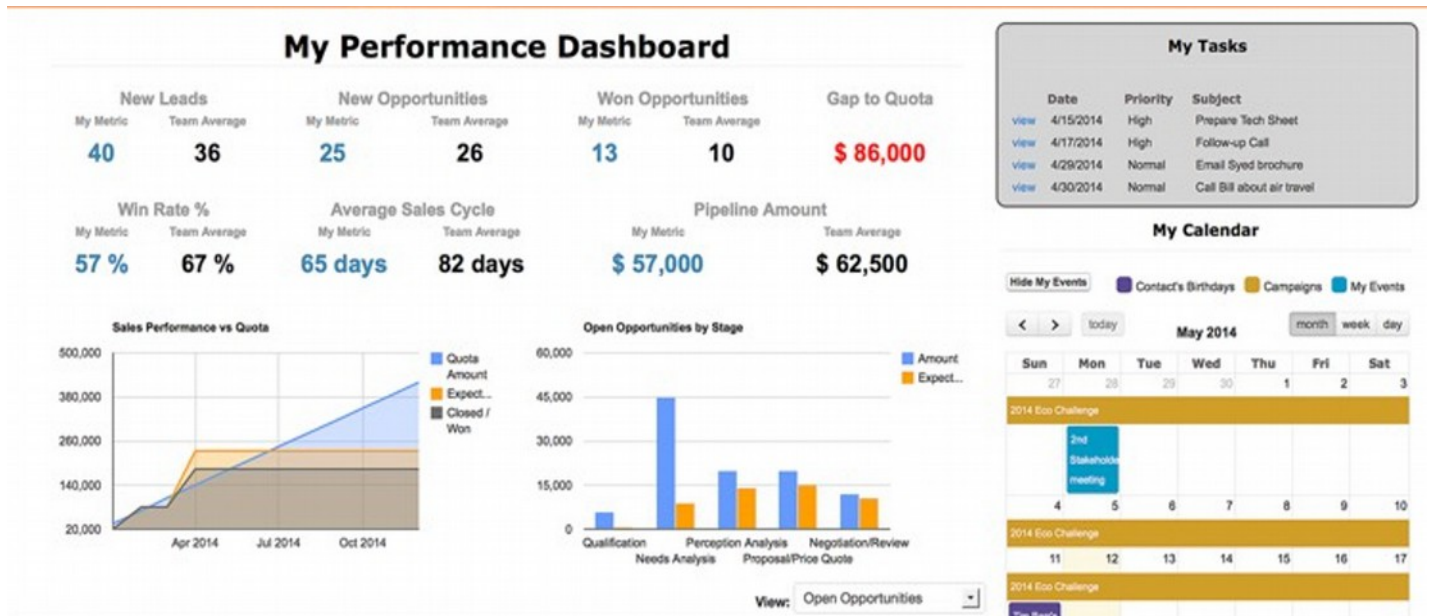 My Performance Dashboard
New Leads
My Metric Team Average
40 36
New Opportunities
My Metric Team Average
25 26
Won Opportunities
My Metric Team Average
13 10
Gap to Quota
$ 86,000
Win Rate %
My Metric Team Average
57 % 67 %
Average Sales Cycle
My Metric Team Average
65 days 82 days
Pipeline Amount
My Metric Team Average
$ 57,000 $ 62,500
Sales Performance vs Quota
500,000
380,000
260,000
140,000
20,000
Apr 2014 Jul 2014 Oct 2014
Quota
Amount
Expect...
Closed /
Won
Open Opportunities by Stage
60,000
45,000
30,000
15,000
0
Qualification Perception Analysis Negotiation/Review
Needs Analysis Proposal/Price Quote
Amount
Expect...
View: Open Opportunities
My Tasks
Date Priority Subject
view 4/15/2014 High Prepare Tech Sheet
view 4/17/2014 High Follow-up Call
view 4/29/2014 Normal Email Syed brochure
view 4/30/2014 Normal Call Bill about air travel
My Calendar
Hide My Events Contact's Birthdays Campaigns My Events
< > today May 2014 month week day
Sun Mon Tue Wed Thu Fri Sat
27 28 29 30 1 2 3
2014 Eco Challenge
2nd
Stakeholde
meeting
4 5 6 7 8 9 10
2014 Eco Challenge
11 12 13 14 15 16 17
2014 Eco Challenge